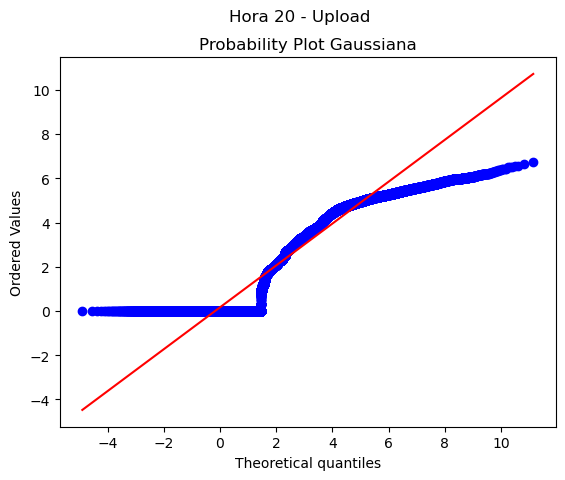 Hora 20 - Upload
Probability Plot Gaussiana
Ordered Values
10
8
6
4
2
0
−2
−4
−4 −2 0 2 4 6 8 10
Theoretical quantiles